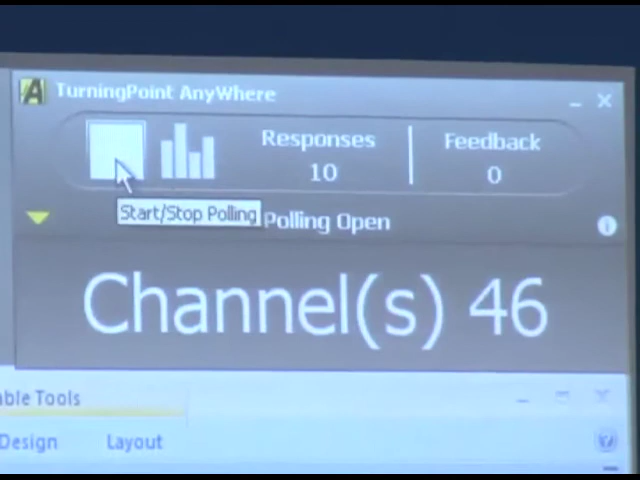 TurningPoint AnyWhere
Responses
10
Feedback
0
Start/Stop Polling
Polling Open
Channel(s) 46
able Tools
Design
Layout